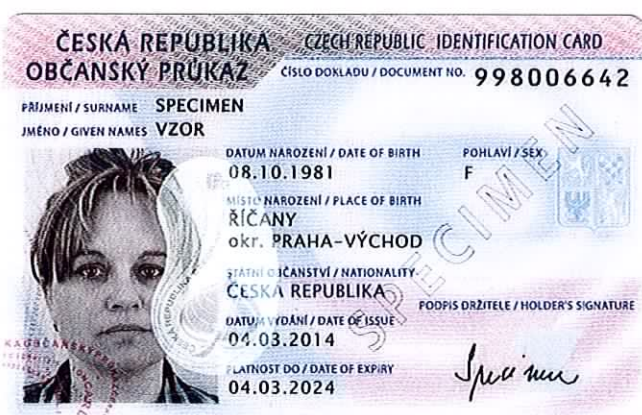 ČESKÁ REPUBLIKA CZECH REPUBLIC IDENTIFICATION CARD
OBČANSKÝ PRŮKAZ ČÍSLO DOKLADU / DOCUMENT NO. 998006642
PŘÍJMENÍ / SURNAME SPECIMEN
JMÉNO / GIVEN NAMES VZOR
DATUM NAROZENÍ / DATE OF BIRTH POHLAVÍ / SEX
08.10.1981 F
MÍSTO NAROZENÍ / PLACE OF BIRTH
ŘÍČANY
okr. PRAHA-VÝCHOD
STÁTNÍ OBČANSTVÍ / NATIONALITY
ČESKÁ REPUBLIKA
PODPIS DRŽITELE / HOLDER'S SIGNATURE
DATUM VYDÁNÍ / DATE OF ISSUE
04.03.2014
PLATNOST DO / DATE OF EXPIRY
04.03.2024
Specimen
SPECIMEN